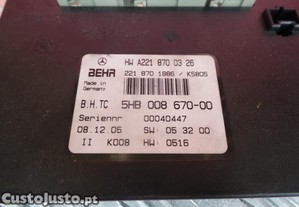 HW A221 870 03 26
BEHR
221 870 1886 / K5805
Made in
Germany
B.H.TC 5HB 008 670-00
Seriennr. 00040447
08.12.05 SW: 05 32 00
II K008 HW: 0516
CustoJusto.pt